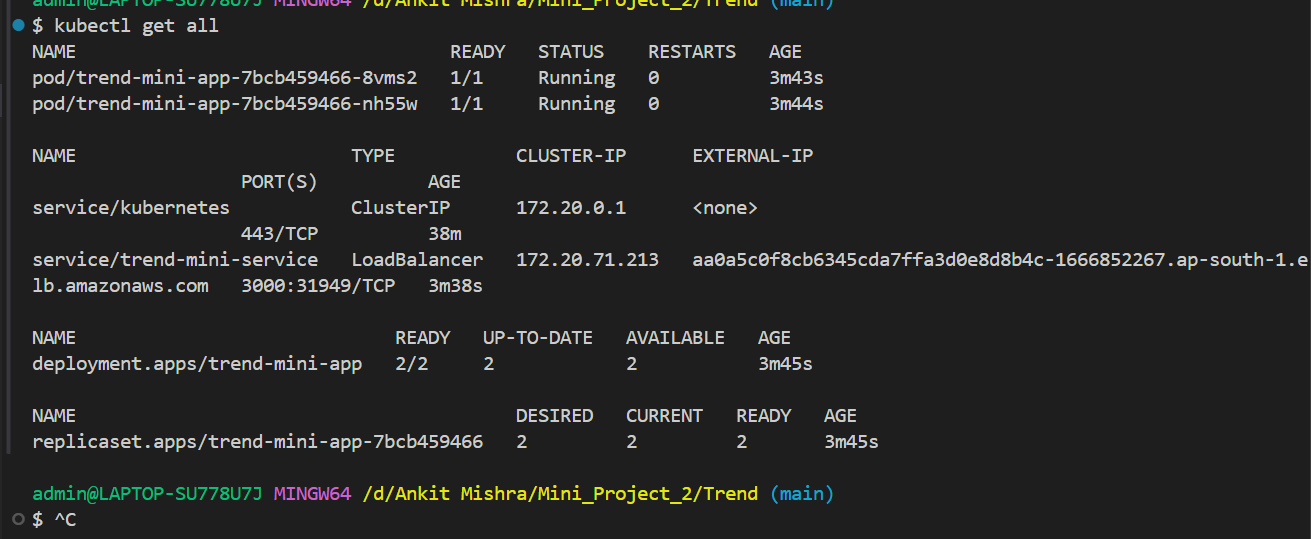 admin@LAPTOP-SU778U7J MINGW64 /d/Ankit Mishra/Mini_Project_2/Trend (main)
$ kubectl get all
NAME                                  READY   STATUS    RESTARTS   AGE
pod/trend-mini-app-7bcb459466-8vms2   1/1     Running   0          3m43s
pod/trend-mini-app-7bcb459466-nh55w   1/1     Running   0          3m44s

NAME                         TYPE           CLUSTER-IP      EXTERNAL-IP
                   PORT(S)          AGE
service/kubernetes           ClusterIP      172.20.0.1      <none>
                   443/TCP          38m
service/trend-mini-service   LoadBalancer   172.20.71.213   aa0a5c0f8cb6345cda7ffa3d0e8d8b4c-1666852267.ap-south-1.e
lb.amazonaws.com   3000:31949/TCP   3m38s

NAME                             READY   UP-TO-DATE   AVAILABLE   AGE
deployment.apps/trend-mini-app   2/2     2            2           3m45s

NAME                                        DESIRED   CURRENT   READY   AGE
replicaset.apps/trend-mini-app-7bcb459466   2         2         2       3m45s

admin@LAPTOP-SU778U7J MINGW64 /d/Ankit Mishra/Mini_Project_2/Trend (main)
$ ^C